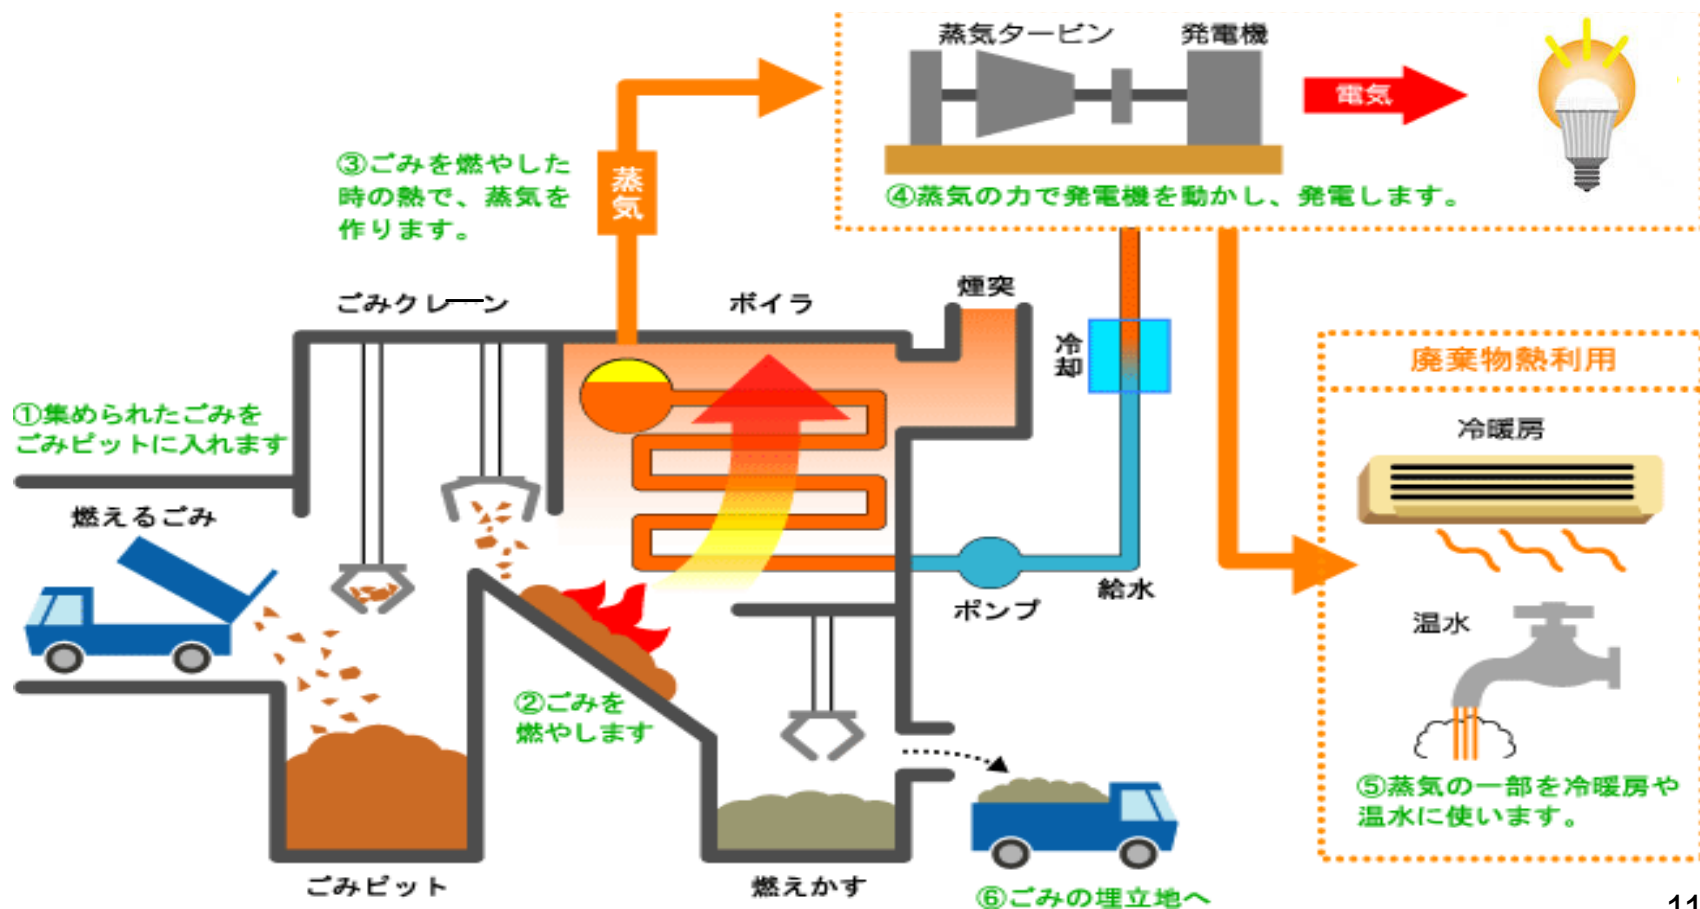 蒸気タービン
発電機
電気
④蒸気の力で発電機を動かし、発電します。
③ごみを燃やした
時の熱で、蒸気を
作ります。
蒸気
ごみクレーン
ボイラ
煙突
冷却
廃棄物熱利用
冷暖房
①集められたごみを
ごみピットに入れます
燃えるごみ
ポンプ
給水
温水
②ごみを
燃やします
⑤蒸気の一部を冷暖房や
温水に使います。
ごみピット
燃えかす
⑥ごみの埋立地へ
11